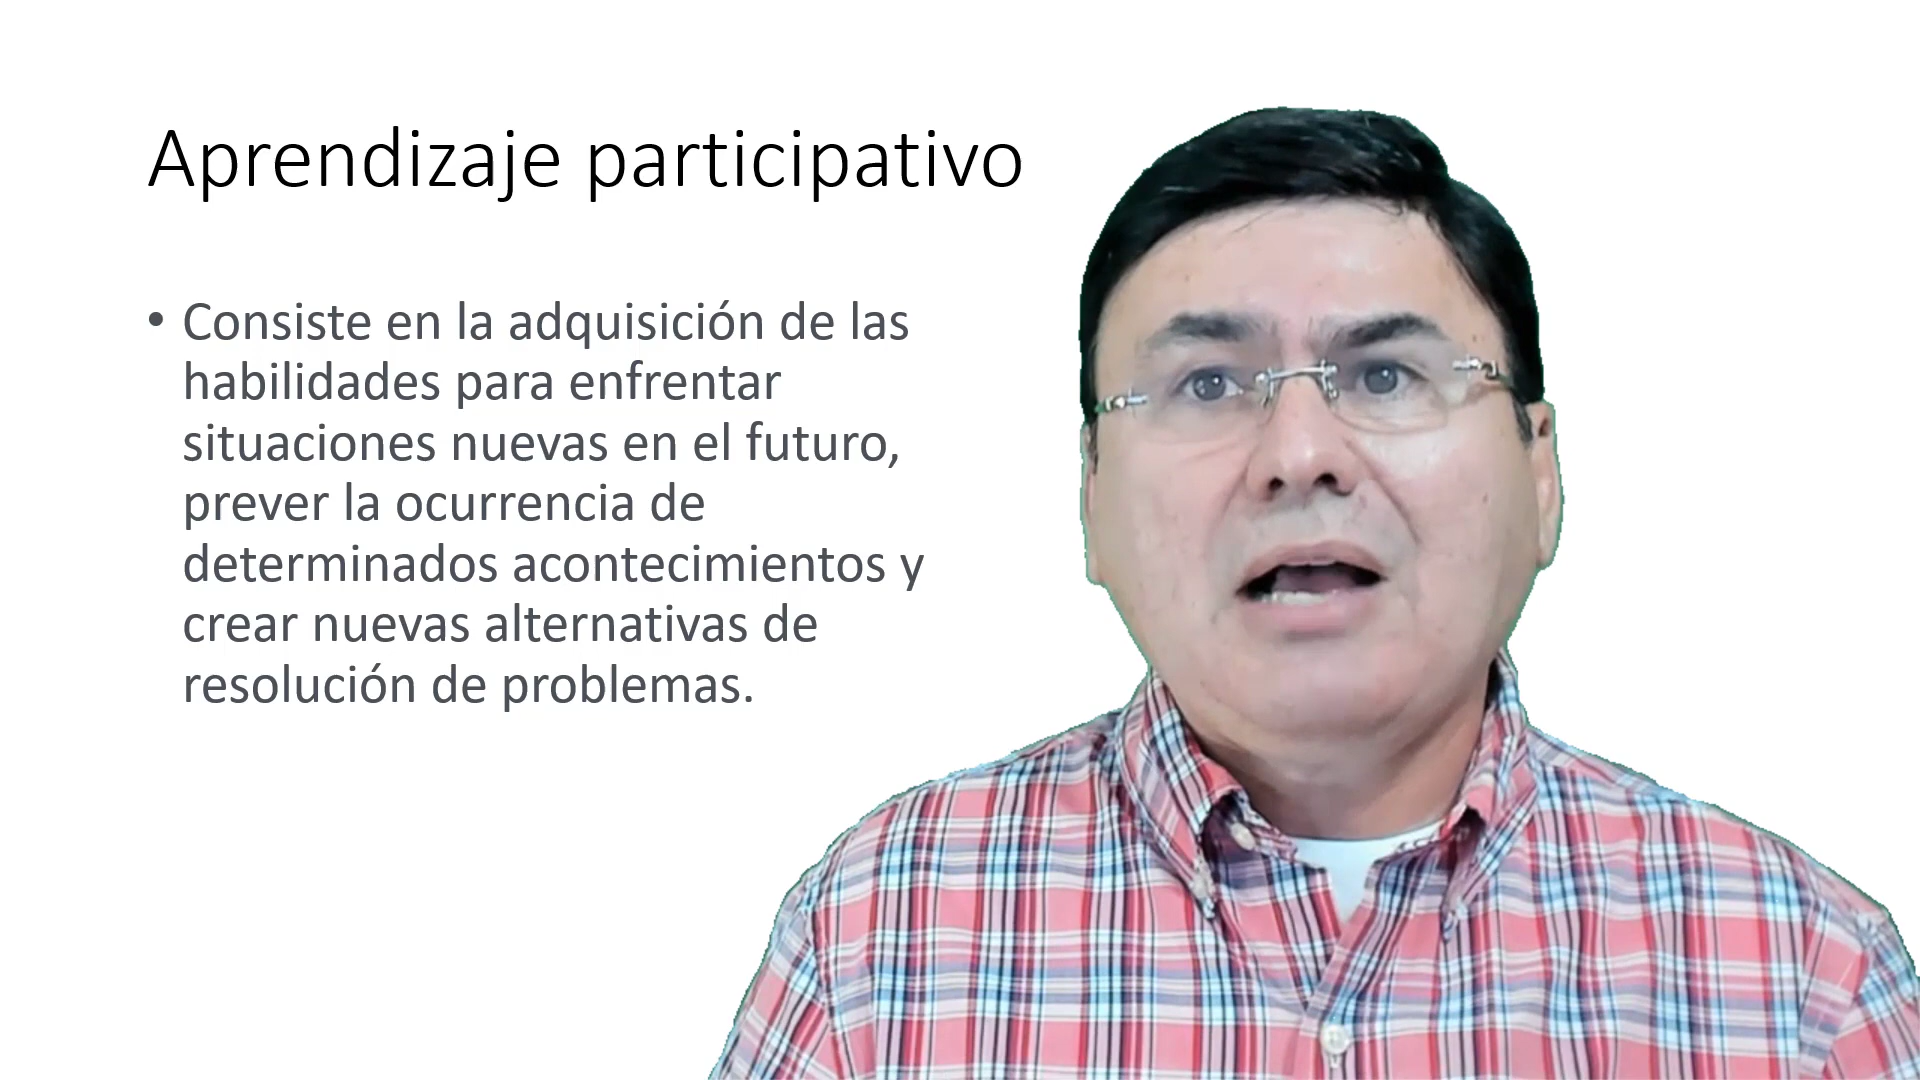 Aprendizaje participativo
• Consiste en la adquisición de las
habilidades para enfrentar
situaciones nuevas en el futuro,
prever la ocurrencia de
determinados acontecimientos y
crear nuevas alternativas de
resolución de problemas.